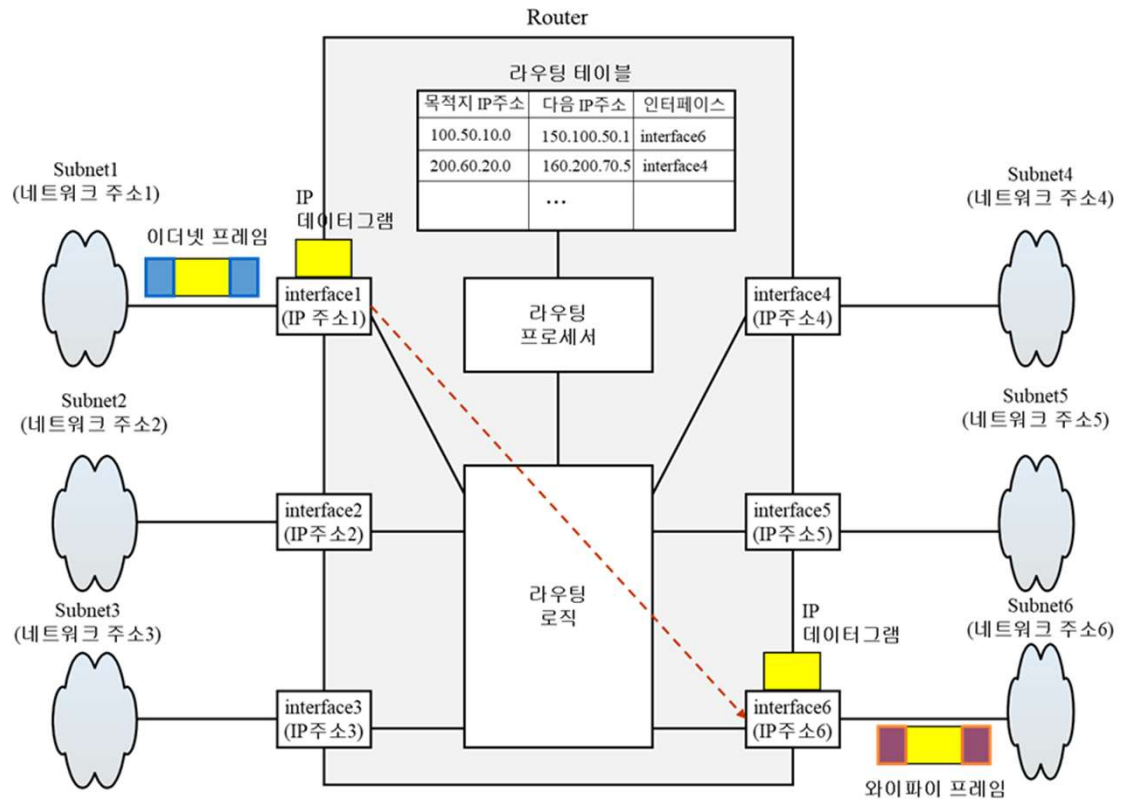 Router
라우팅 테이블
목적지 IP주소 다음 IP주소 인터페이스
100.50.10.0 150.100.50.1 interface6
200.60.20.0 160.200.70.5 interface4
...
Subnet1
(네트워크 주소1)
이더넷 프레임
IP
데이터그램
interface1
(IP 주소1)
라우팅
프로세서
interface4
(IP주소4)
Subnet4
(네트워크 주소4)
Subnet2
(네트워크 주소2)
interface2
(IP주소2)
라우팅
로직
interface5
(IP주소5)
Subnet5
(네트워크 주소5)
Subnet3
(네트워크 주소3)
interface3
(IP주소3)
IP
데이터그램
interface6
(IP주소6)
Subnet6
(네트워크 주소6)
와이파이 프레임